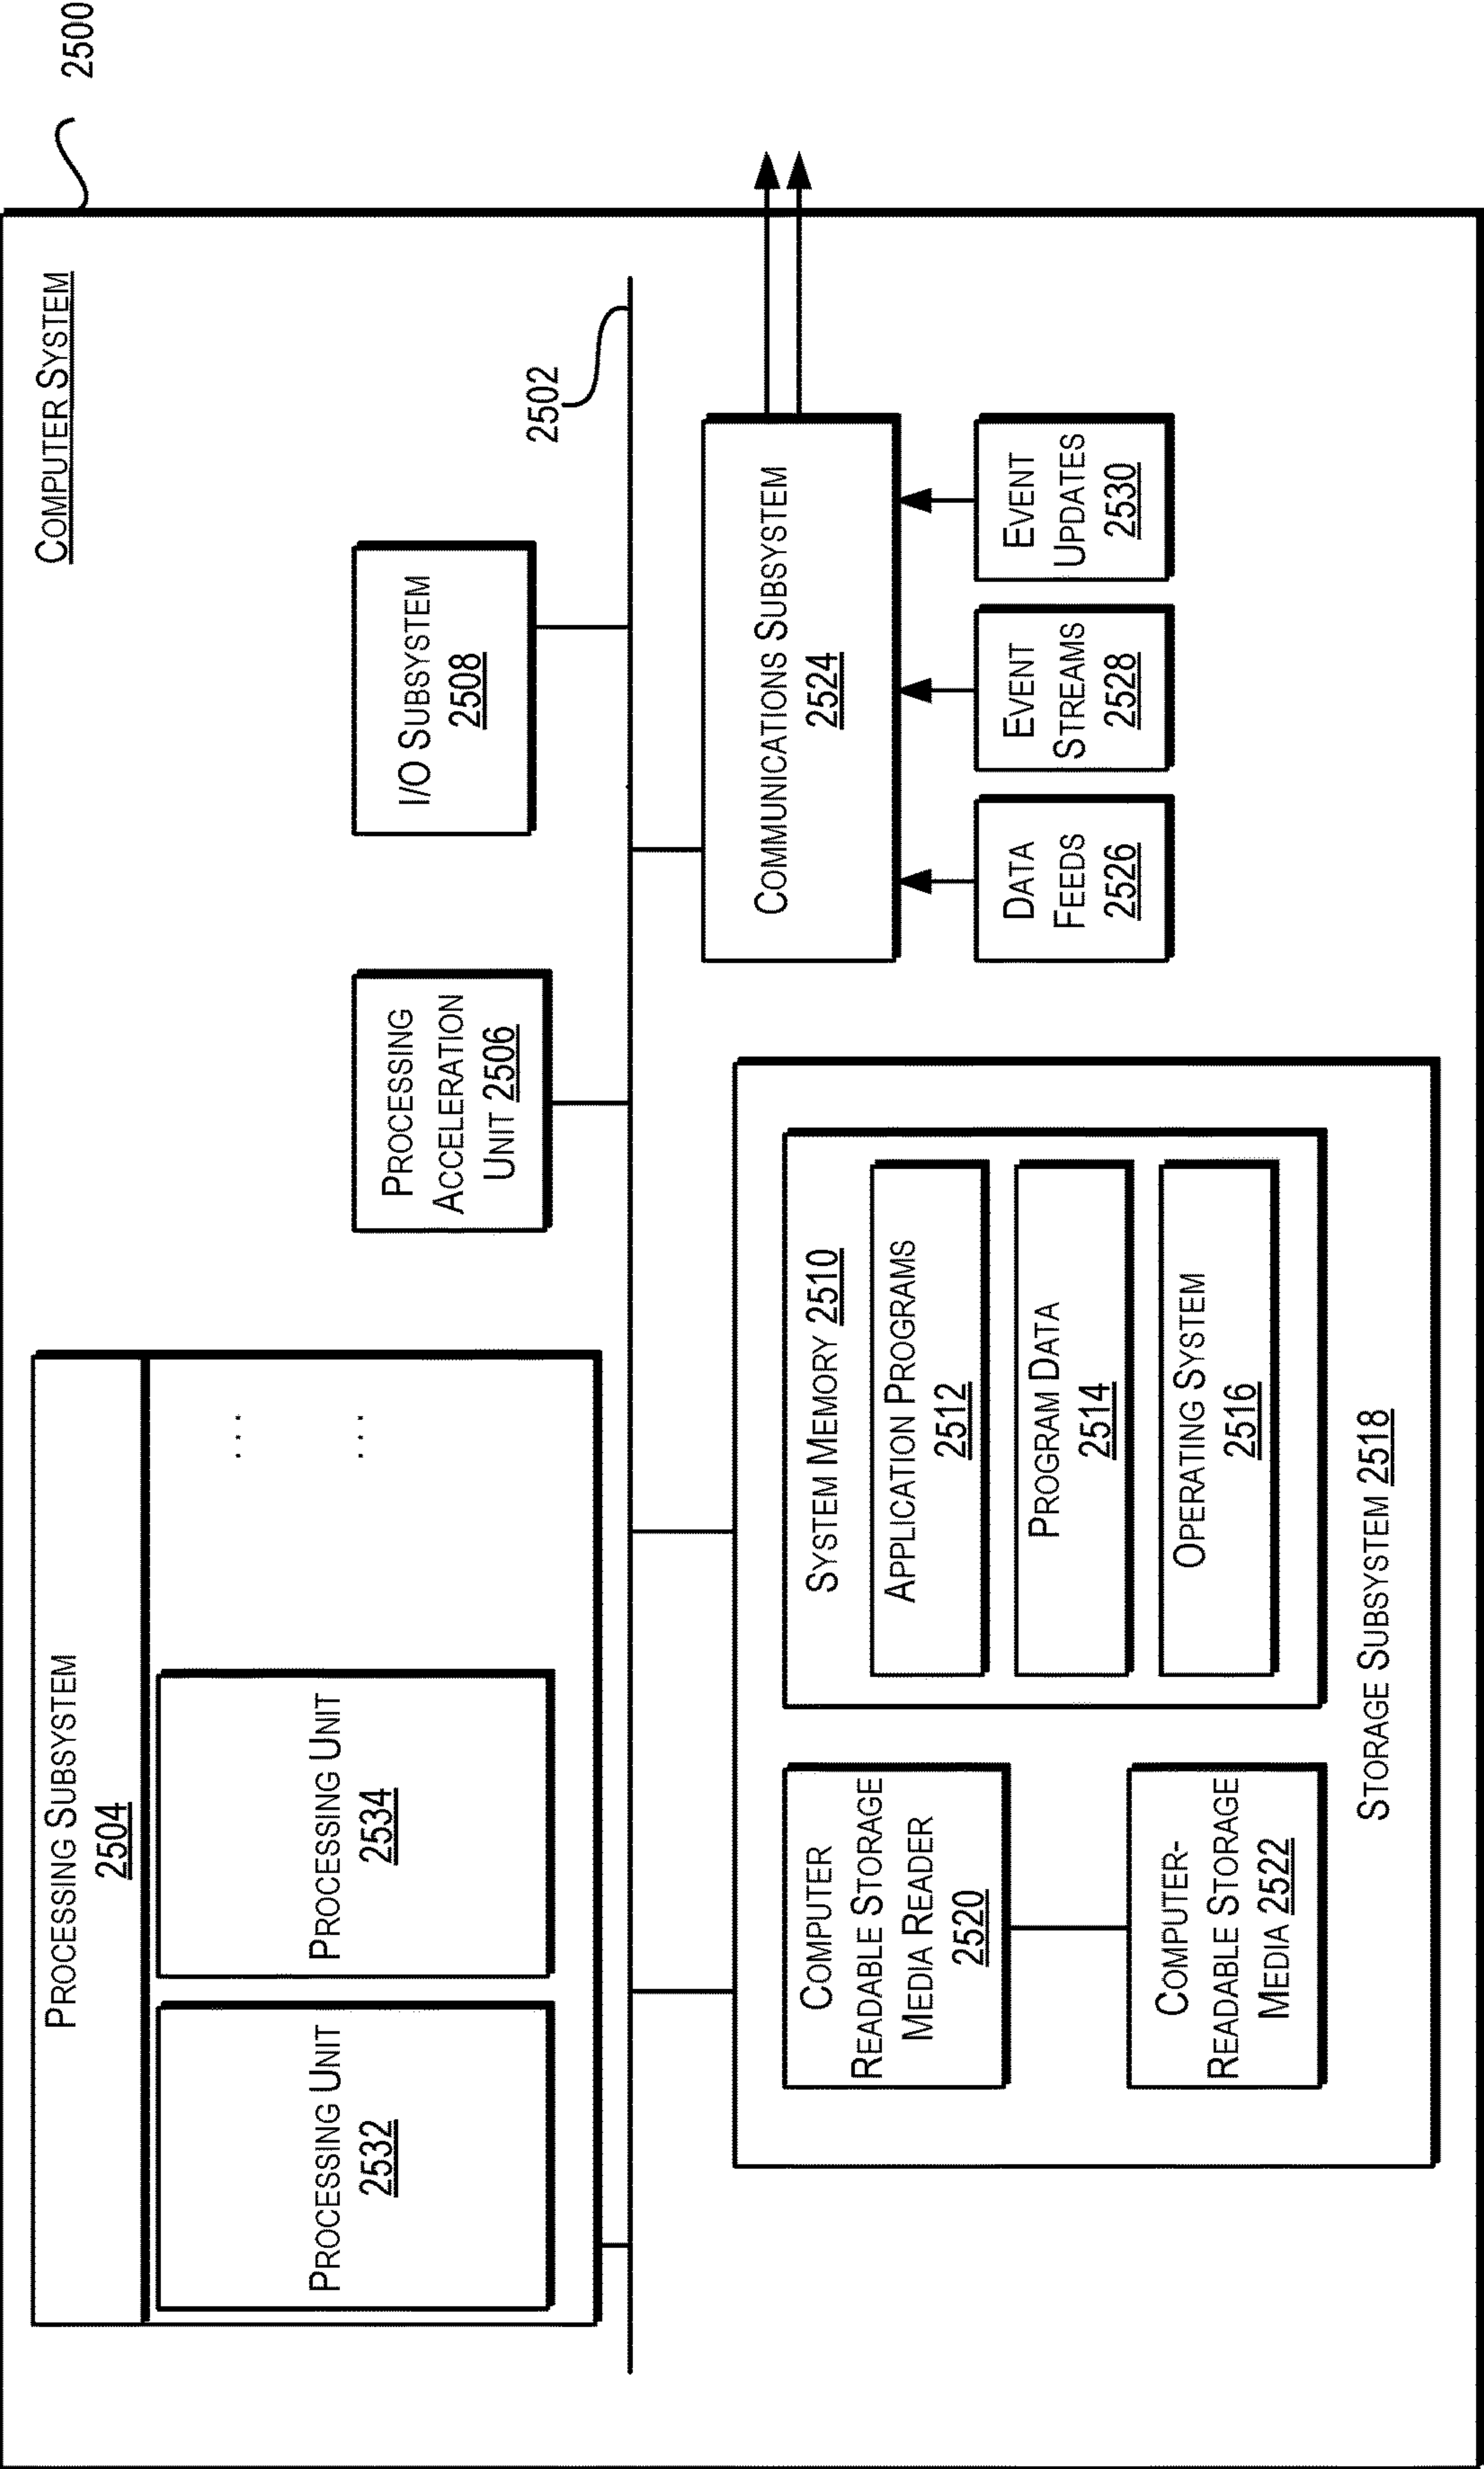 2500
COMPUTER SYSTEM
PROCESSING SUBSYSTEM
2504
PROCESSING UNIT
2532
PROCESSING UNIT
2534
. . .
. . .
PROCESSING
ACCELERATION
UNIT 2506
I/O SUBSYSTEM
2508
2502
COMPUTER
READABLE STORAGE
MEDIA READER
2520
COMPUTER-
READABLE STORAGE
MEDIA 2522
SYSTEM MEMORY 2510
APPLICATION PROGRAMS
2512
PROGRAM DATA
2514
OPERATING SYSTEM
2516
STORAGE SUBSYSTEM 2518
COMMUNICATIONS SUBSYSTEM
2524
DATA
FEEDS
2526
EVENT
STREAMS
2528
EVENT
UPDATES
2530